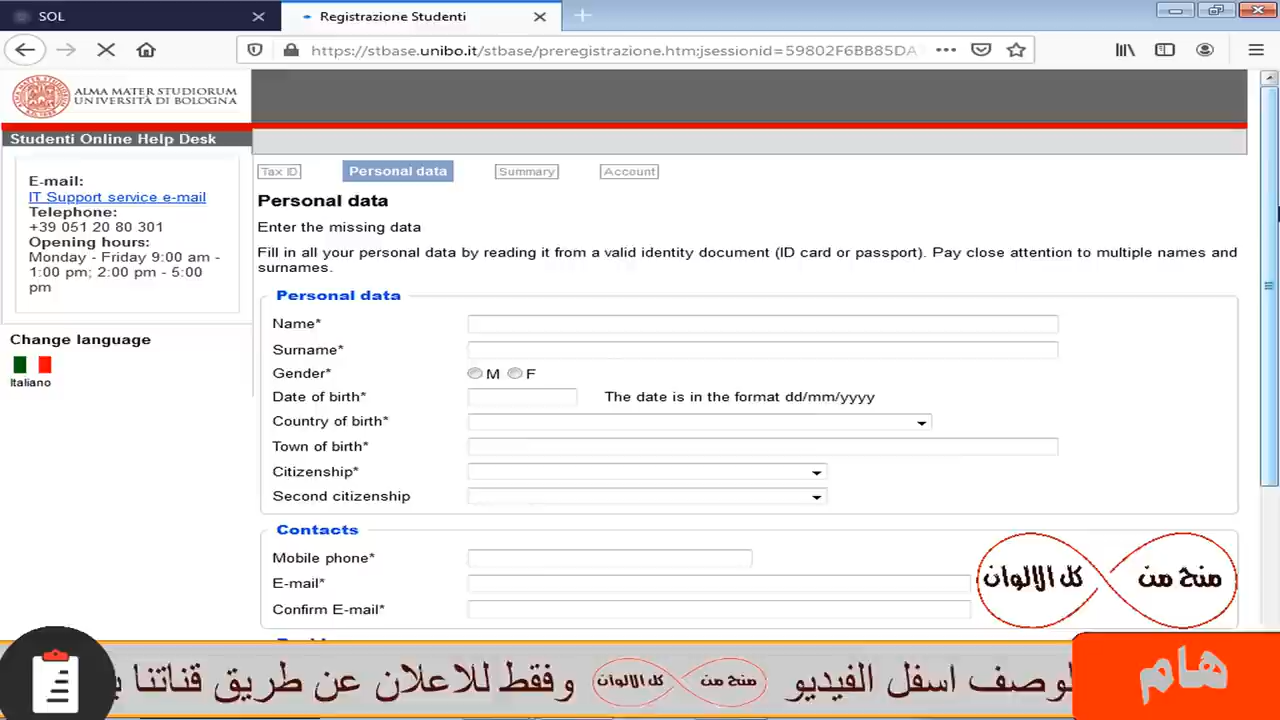 SOL
Registrazione Studenti
https://stbase.unibo.it/stbase/preregistrazione.htm;jsessionid=59802F6BB85DA
ALMA MATER STUDIORUM
UNIVERSITÀ DI BOLOGNA
Studenti Online Help Desk
E-mail:
IT Support service e-mail
Telephone:
+39 051 20 80 301
Opening hours:
Monday - Friday 9:00 am -
1:00 pm; 2:00 pm - 5:00
pm
Change language
Italiano
Tax ID
Personal data
Summary
Account
Personal data
Enter the missing data
Fill in all your personal data by reading it from a valid identity document (ID card or passport). Pay close attention to multiple names and
surnames.
Personal data
Name*
Surname*
Gender*
M F
Date of birth*
The date is in the format dd/mm/yyyy
Country of birth*
Town of birth*
Citizenship*
Second citizenship
Contacts
Mobile phone*
E-mail*
Confirm E-mail*
منح من كل الالوان
هام
لوصف اسفل الفيديو منح من كل الالوان وفقط للاعلان عن طريق قناتنا